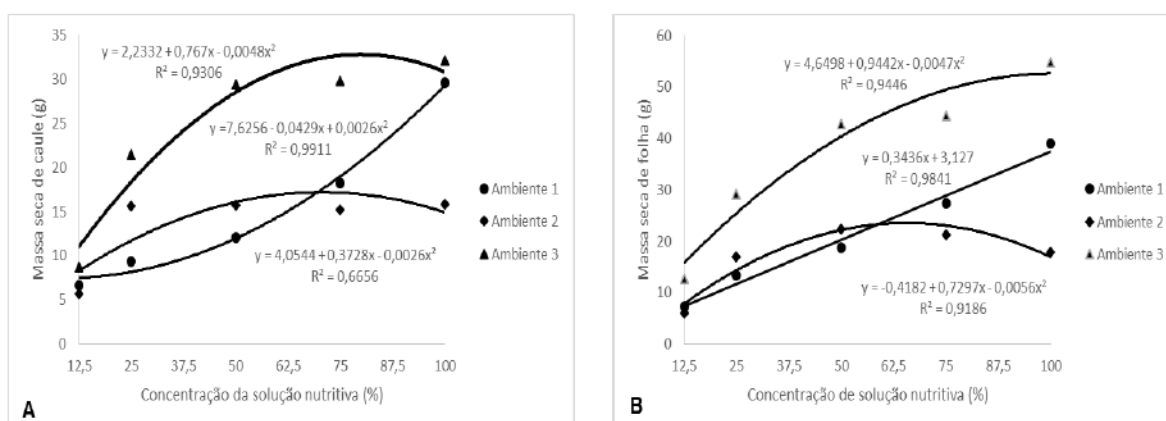 35
30
25
20
15
10
5
0
Massa seca de caule (g)
y = 2,2332 + 0,767x - 0,0048x²
R² = 0,9306
y =7,6256 - 0,0429x + 0,0026x²
R² = 0,9911
y = 4,0544 + 0,3728x -0,0026x²
R² = 0,6656
12,5 25 37,5 50 62,5 75 87,5 100
Concentração da solução nutritiva (%)
Ambiente 1
Ambiente 2
Ambiente 3
A
60
50
40
30
20
10
0
Massa seca de folha (g)
y = 4,6498 + 0,9442x -0,0047x²
R² = 0,9446
y = 0,3436x + 3,127
R² = 0,9841
y = -0,4182 + 0,7297x -0,0056x²
R² = 0,9186
12,5 25 37,5 50 62,5 75 87,5 100
Concentração de solução nutritiva (%)
Ambiente 1
Ambiente 2
Ambiente 3
B